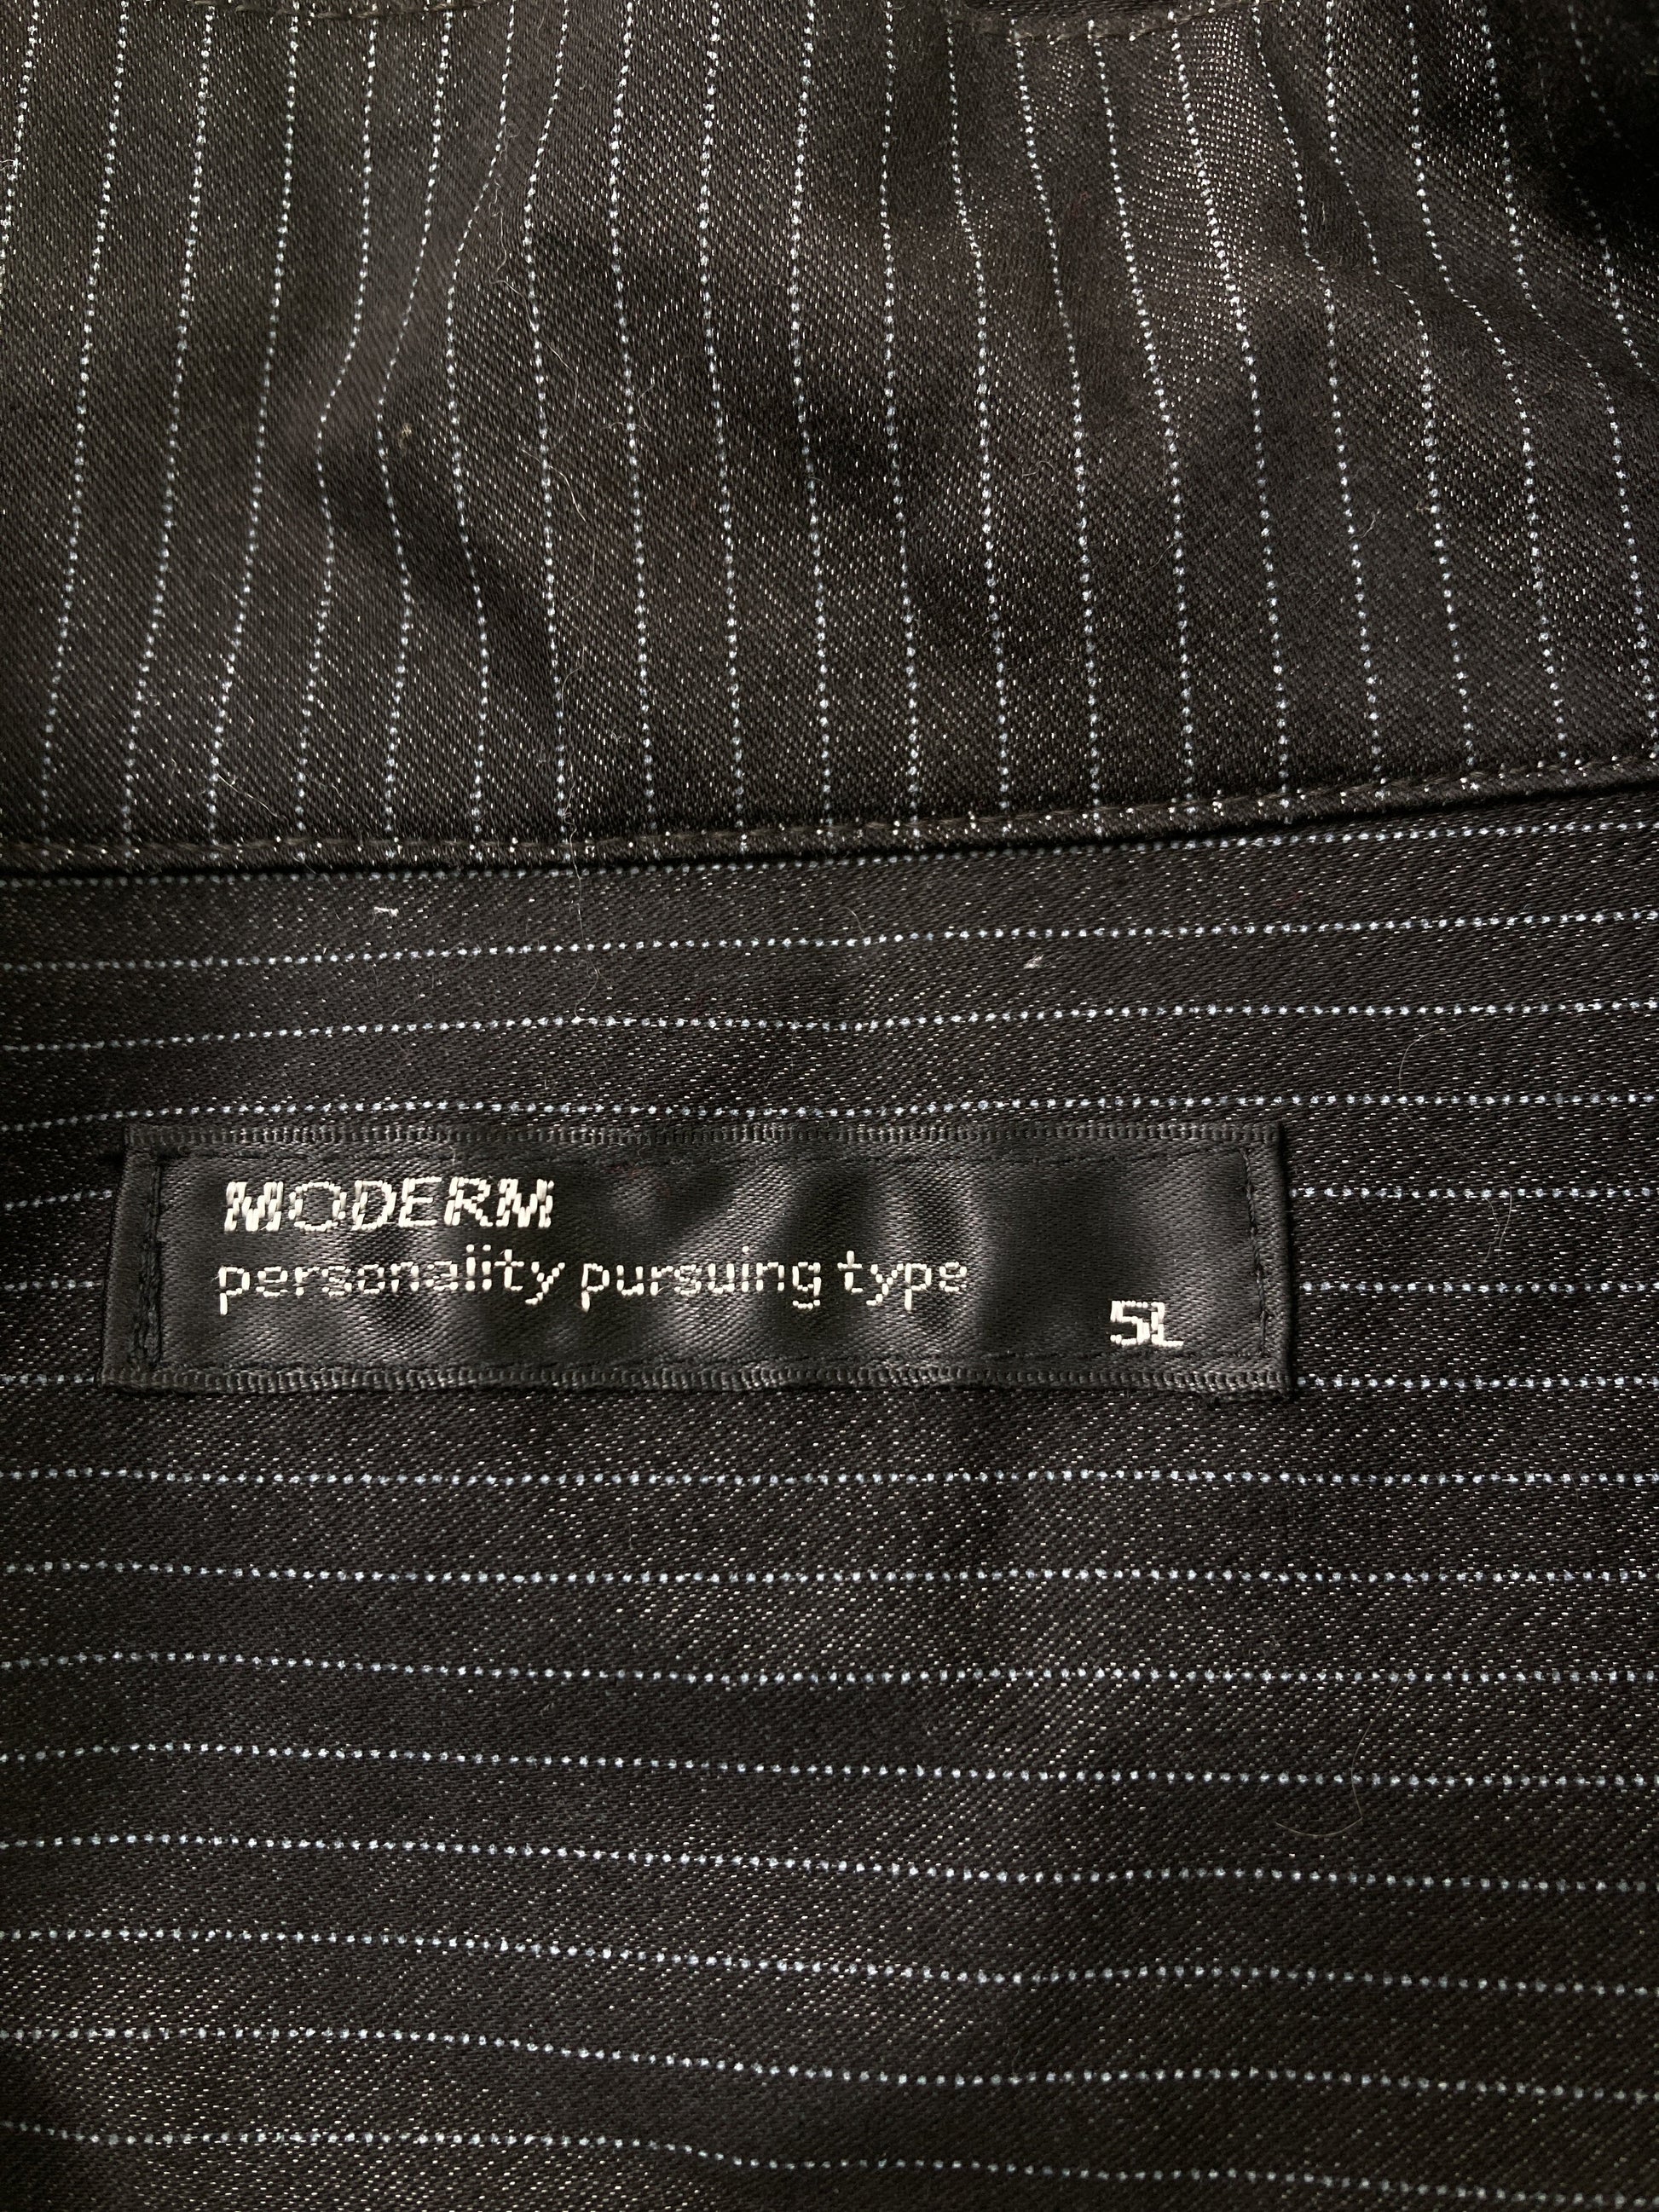 MODERM
personality pursuing type
5L